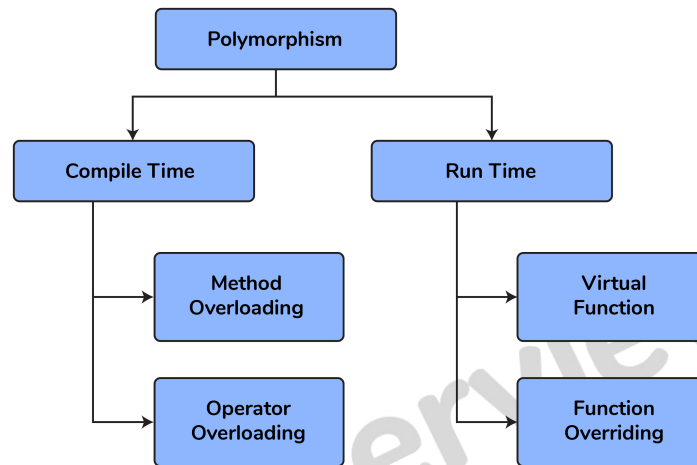 Polymorphism
Compile Time
Run Time
Method
Overloading
Virtual
Function
Operator
Overloading
Function
Overriding